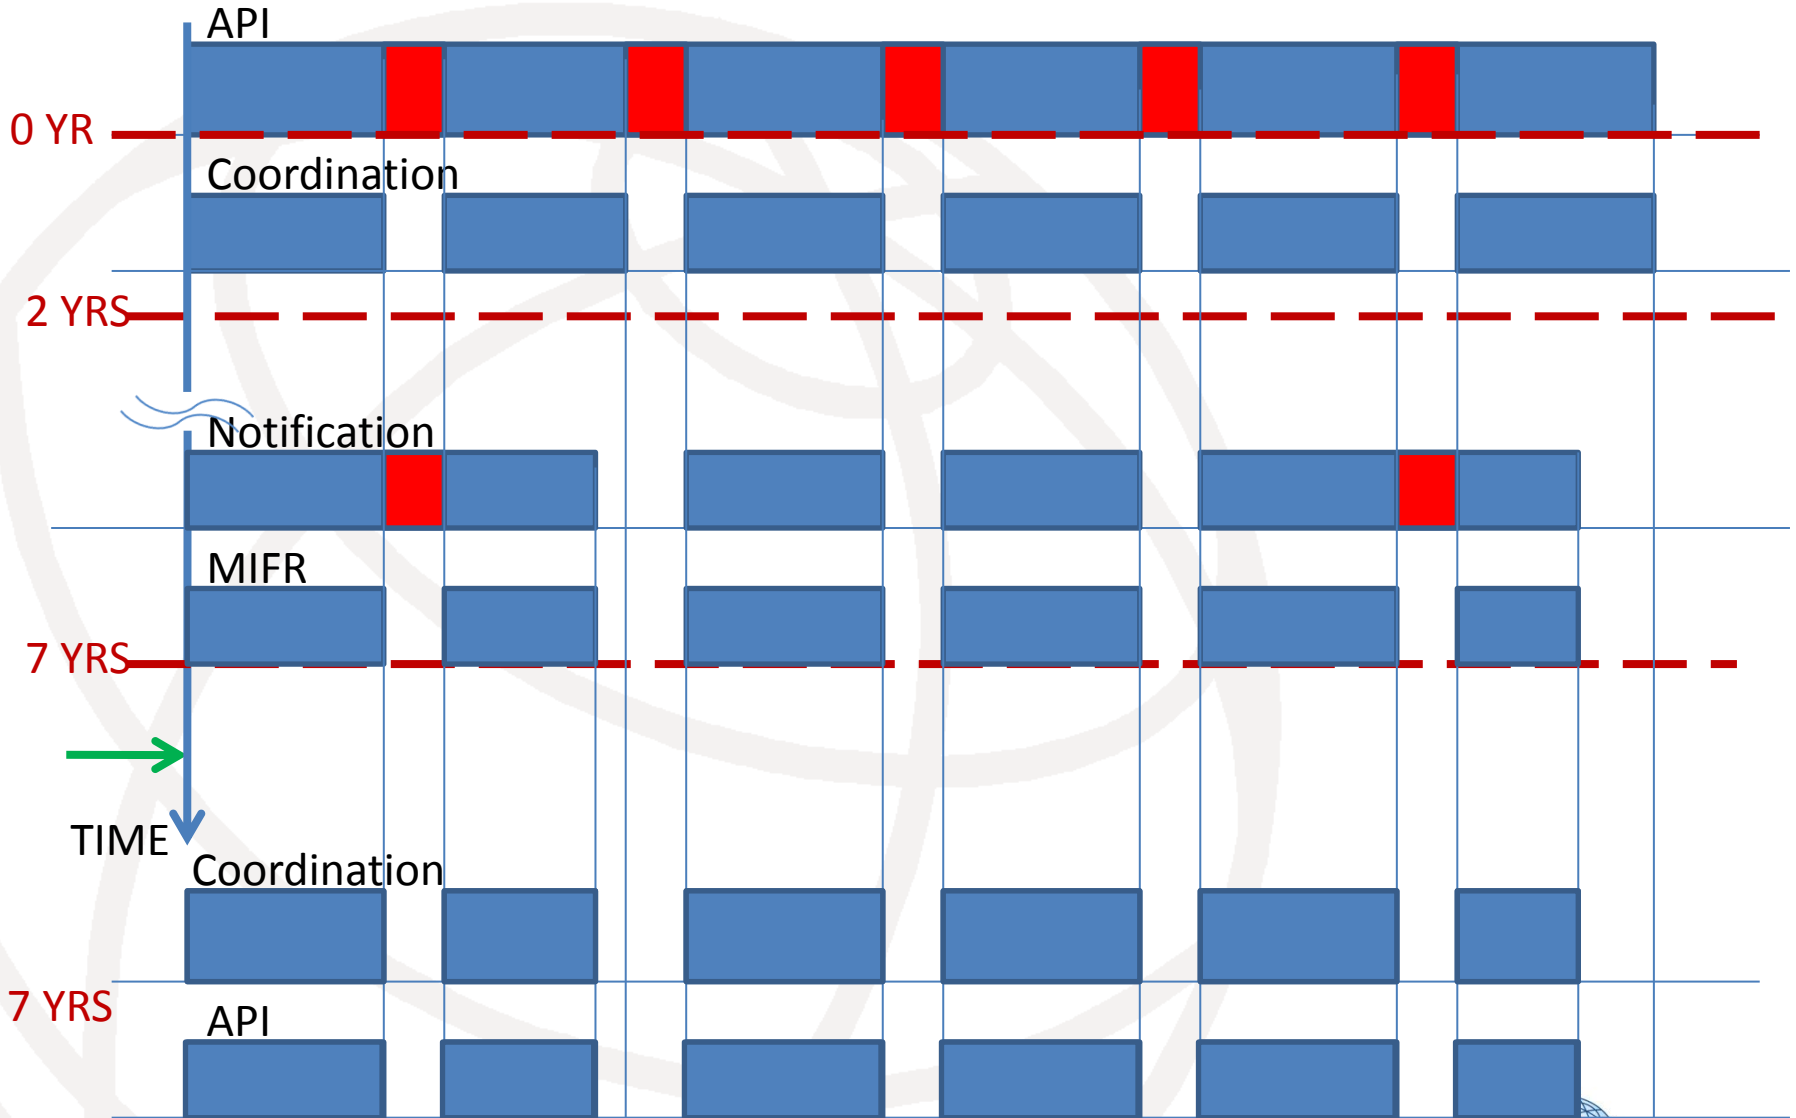 API
0 YR
Coordination
2 YRS
Notification
MIFR
7 YRS
TIME
Coordination
7 YRS
API